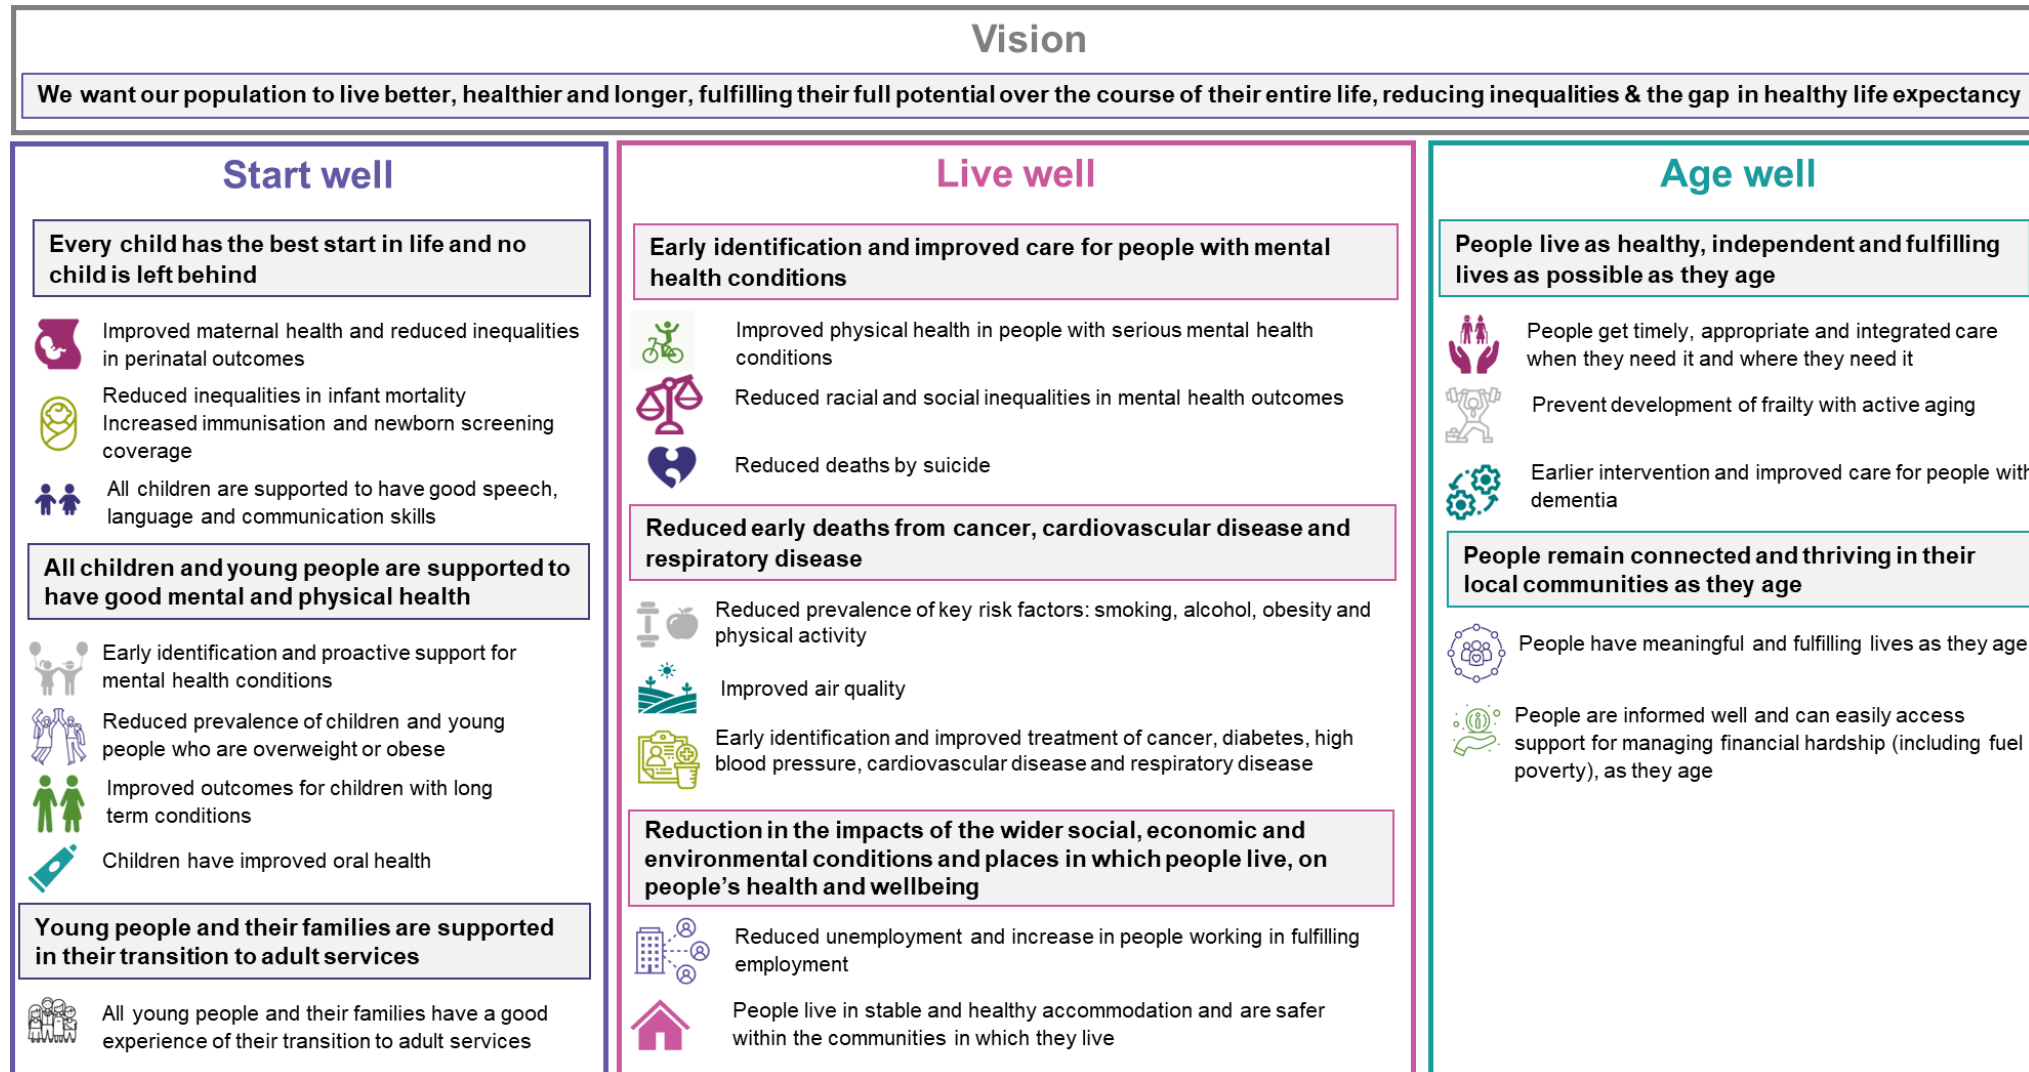 Vision
We want our population to live better, healthier and longer, fulfilling their full potential over the course of their entire life, reducing inequalities & the gap in healthy life expectancy
Start well
Every child has the best start in life and no
child is left behind
Improved maternal health and reduced inequalities
in perinatal outcomes
Reduced inequalities in infant mortality
Increased immunisation and newborn screening
coverage
All children are supported to have good speech,
language and communication skills
All children and young people are supported to
have good mental and physical health
Early identification and proactive support for
mental health conditions
Reduced prevalence of children and young
people who are overweight or obese
Improved outcomes for children with long
term conditions
Children have improved oral health
Young people and their families are supported
in their transition to adult services
All young people and their families have a good
experience of their transition to adult services
Live well
Early identification and improved care for people with mental
health conditions
Improved physical health in people with serious mental health
conditions
Reduced racial and social inequalities in mental health outcomes
Reduced deaths by suicide
Reduced early deaths from cancer, cardiovascular disease and
respiratory disease
Reduced prevalence of key risk factors: smoking, alcohol, obesity and
physical activity
Improved air quality
Early identification and improved treatment of cancer, diabetes, high
blood pressure, cardiovascular disease and respiratory disease
Reduction in the impacts of the wider social, economic and
environmental conditions and places in which people live, on
people's health and wellbeing
Reduced unemployment and increase in people working in fulfilling
employment
People live in stable and healthy accommodation and are safer
within the communities in which they live
Age well
People live as healthy, independent and fulfilling
lives as possible as they age
People get timely, appropriate and integrated care
when they need it and where they need it
Prevent development of frailty with active aging
Earlier intervention and improved care for people with
dementia
People remain connected and thriving in their
local communities as they age
People have meaningful and fulfilling lives as they age
People are informed well and can easily access
support for managing financial hardship (including fuel
poverty), as they age